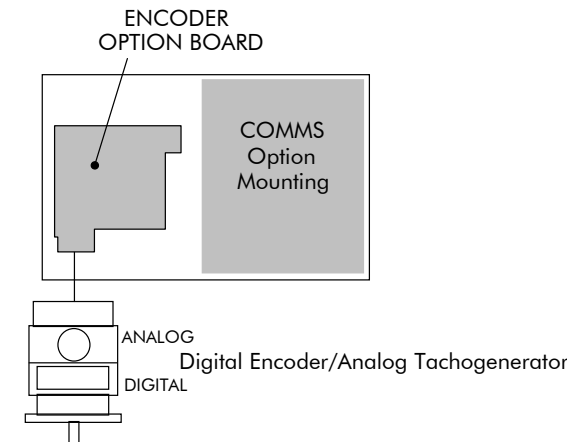 ENCODER
OPTION BOARD
COMMS
Option
Mounting
ANALOG
Digital Encoder/Analog Tachogenerator
DIGITAL